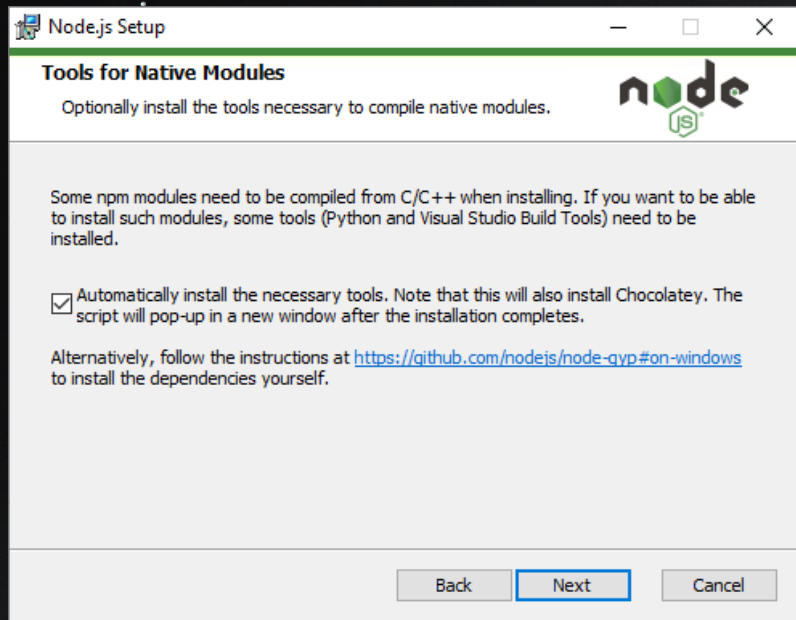 Node.js Setup
Tools for Native Modules
Optionally install the tools necessary to compile native modules.
node
JS
Some npm modules need to be compiled from C/C++ when installing. If you want to be able
to install such modules, some tools (Python and Visual Studio Build Tools) need to be
installed.
Automatically install the necessary tools. Note that this will also install Chocolatey. The
script will pop-up in a new window after the installation completes.
Alternatively, follow the instructions at https://github.com/nodejs/node-gyp#on-windows
to install the dependencies yourself.
Back Next Cancel